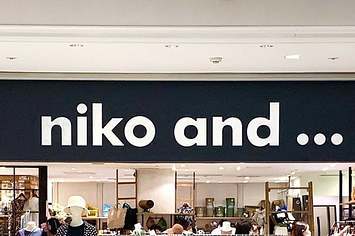 niko and ...